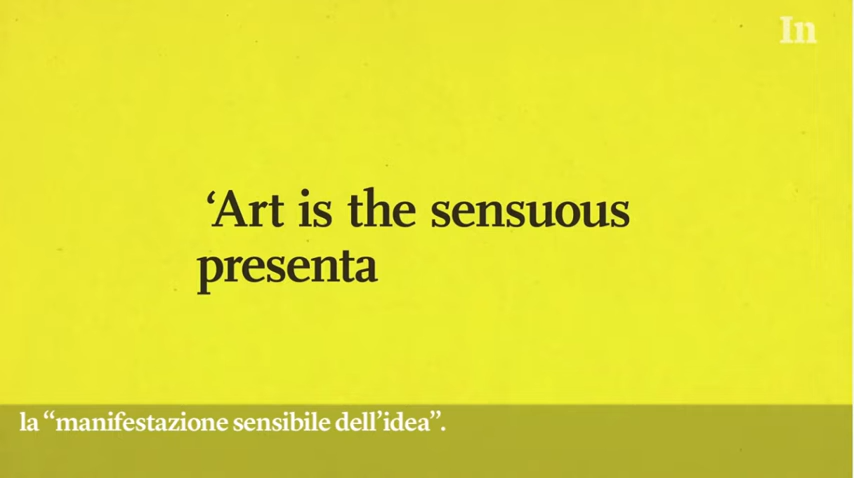 In
‘Art is the sensuous
presenta
la “manifestazione sensibile dell’idea”.